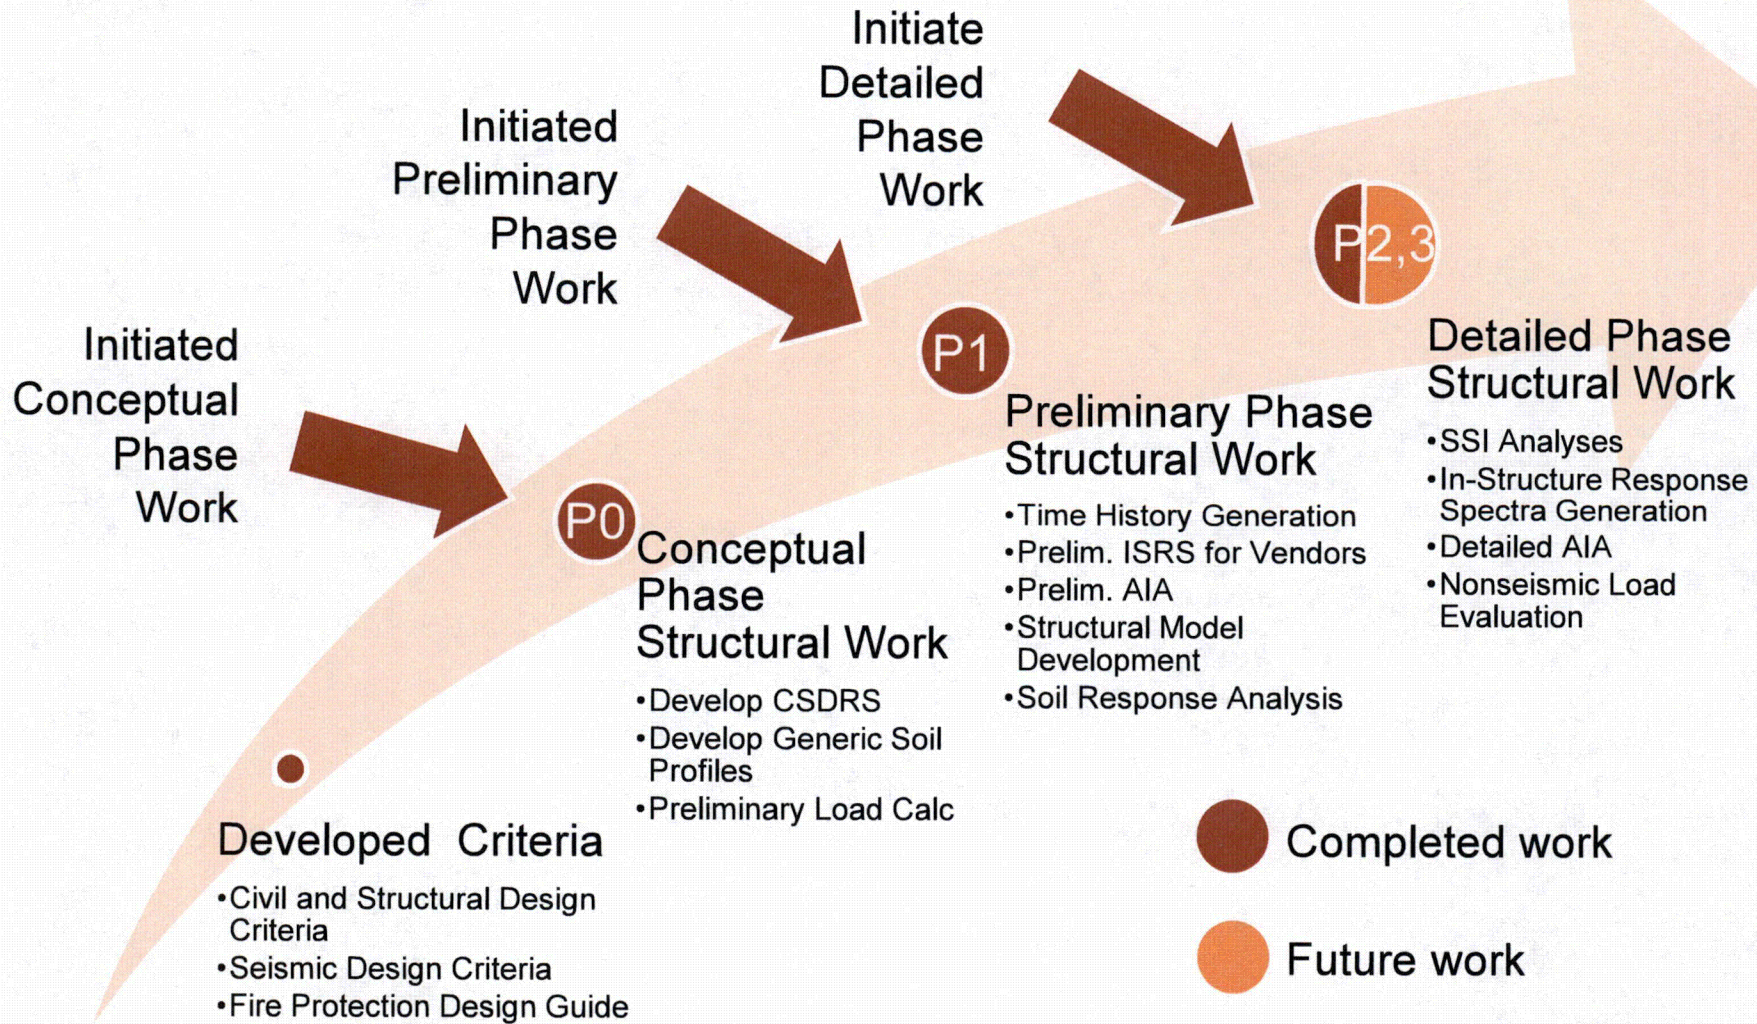 Initiate
Detailed
Phase
Work
Initiated
Preliminary
Phase
Work
Initiated
Conceptual
Phase
Work
P2,3
P1
P0
Detailed Phase
Structural Work
•SSI Analyses
•In-Structure Response
Spectra Generation
•Detailed AIA
•Nonseismic Load
Evaluation
Preliminary Phase
Structural Work
•Time History Generation
•Prelim. ISRS for Vendors
•Prelim. AIA
•Structural Model
Development
•Soil Response Analysis
Conceptual
Phase
Structural Work
•Develop CSDRS
•Develop Generic Soil
Profiles
•Preliminary Load Calc
Developed Criteria
•Civil and Structural Design
Criteria
•Seismic Design Criteria
•Fire Protection Design Guide
Completed work
Future work